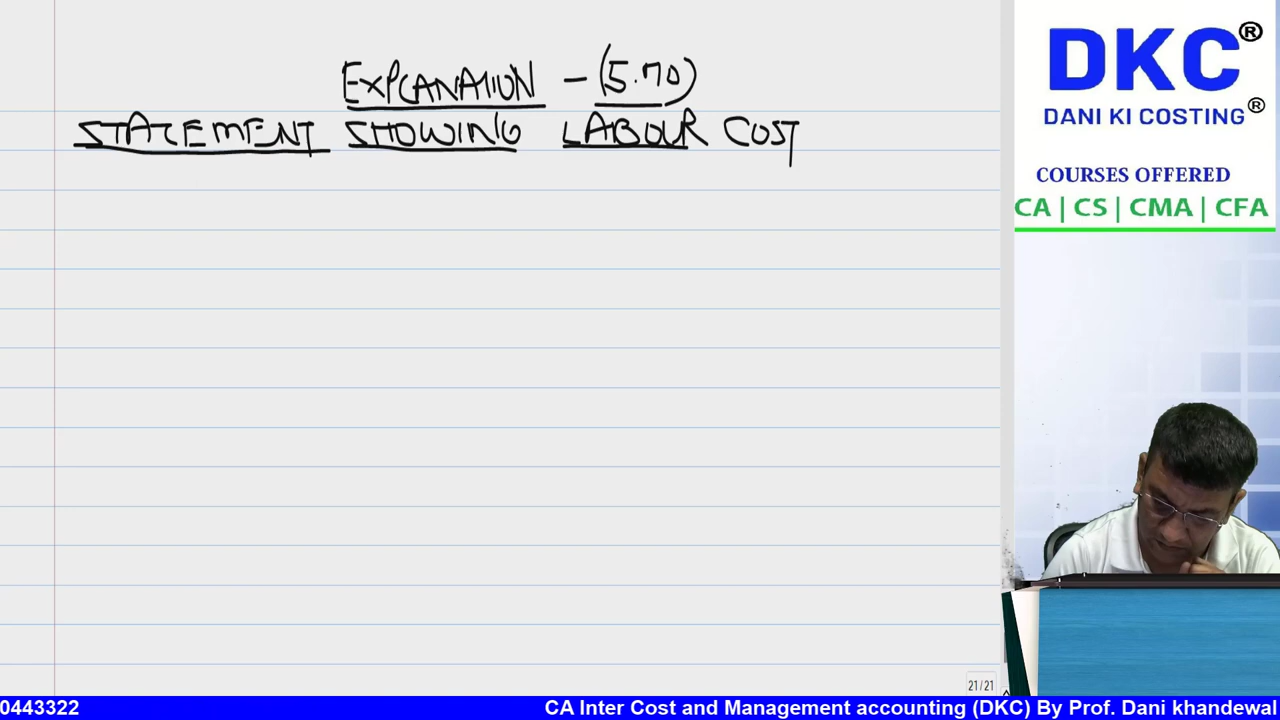 EXPLANATION - (5.70)
STATEMENT SHOWING LABOUR COST
DKC®
DANI KI COSTING®
COURSES OFFERED
CA | CS | CMA | CFA
21/21
0443322 CA Inter Cost and Management accounting (DKC) By Prof. Dani khandewal